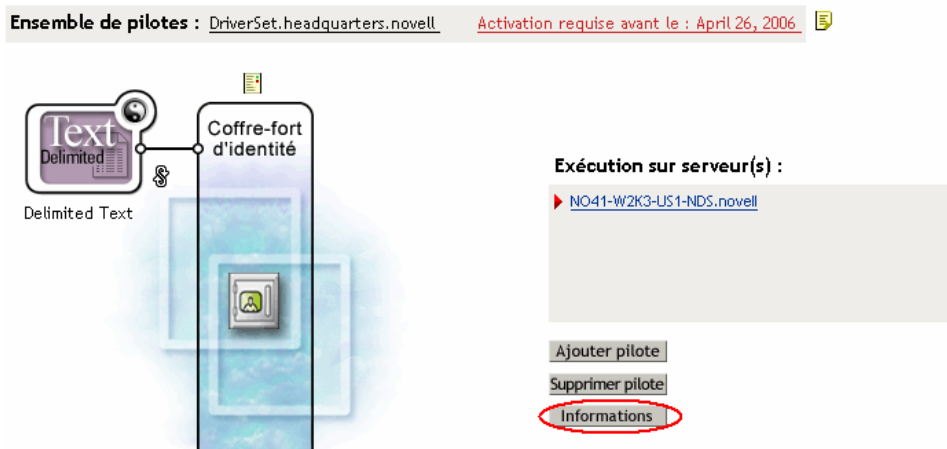 Ensemble de pilotes : DriverSet.headquarters.novell Activation requise avant le : April 26, 2006
Text
Delimited
Delimited Text
Coffre-fort
d'identité
Exécution sur serveur(s) :
NO41-W2K3-US1-NDS.novell
Ajouter pilote
Supprimer pilote
Informations